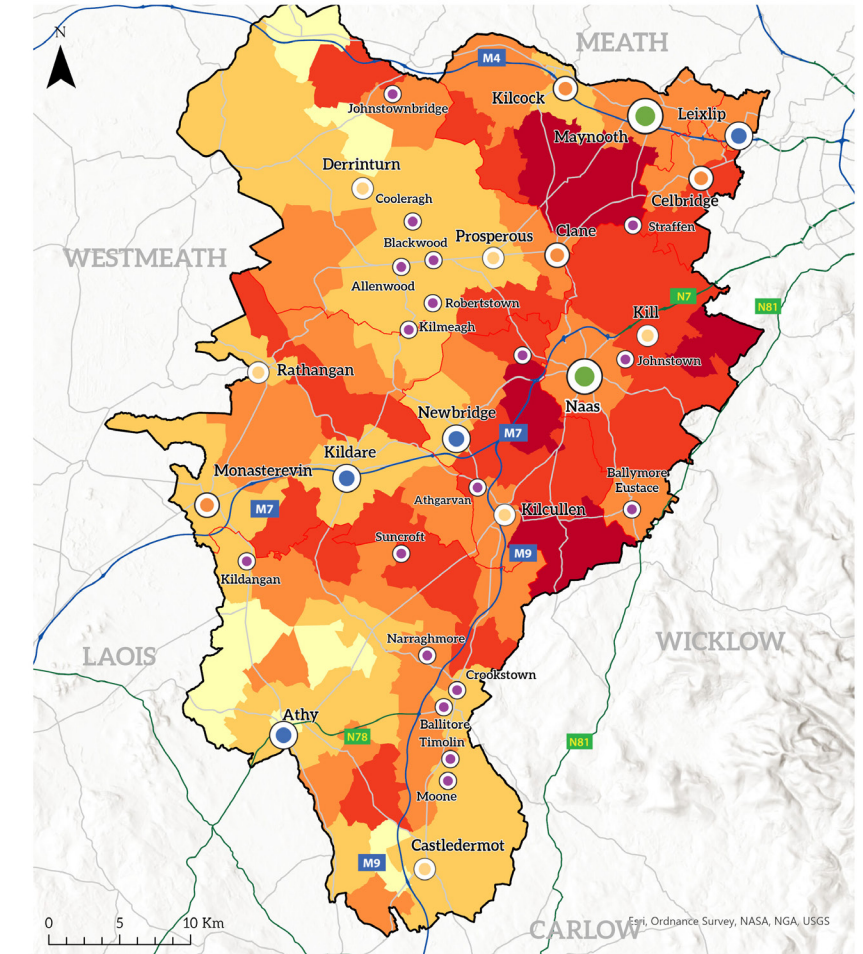 N
MEATH
M4
Kilcock
Johnstownbridge
Leixlip
Maynooth
Derrinturn
Celbridge
Cooleragh
Straffen
Clane
Prosperous
Blackwood
WESTMEATH
Allenwood
N7
N81
Robertstown
Kill
Kilmeagh
Johnstown
Rathangan
Naas
Newbridge
M7
Kildare
Monasterevin
Ballymore
Eustace
Athgarvan
M7
Kilcullen
Suncroft
M9
Kildangan
Narraghmore
WICKLOW
LAOIS
Crookstown
Athy
Ballitore
N78
Timolin
N81
Moone
Castledermot
M9
0 5 10 Km
CARLOW
Esri, Ordnance Survey, NASA, NGA, USGS